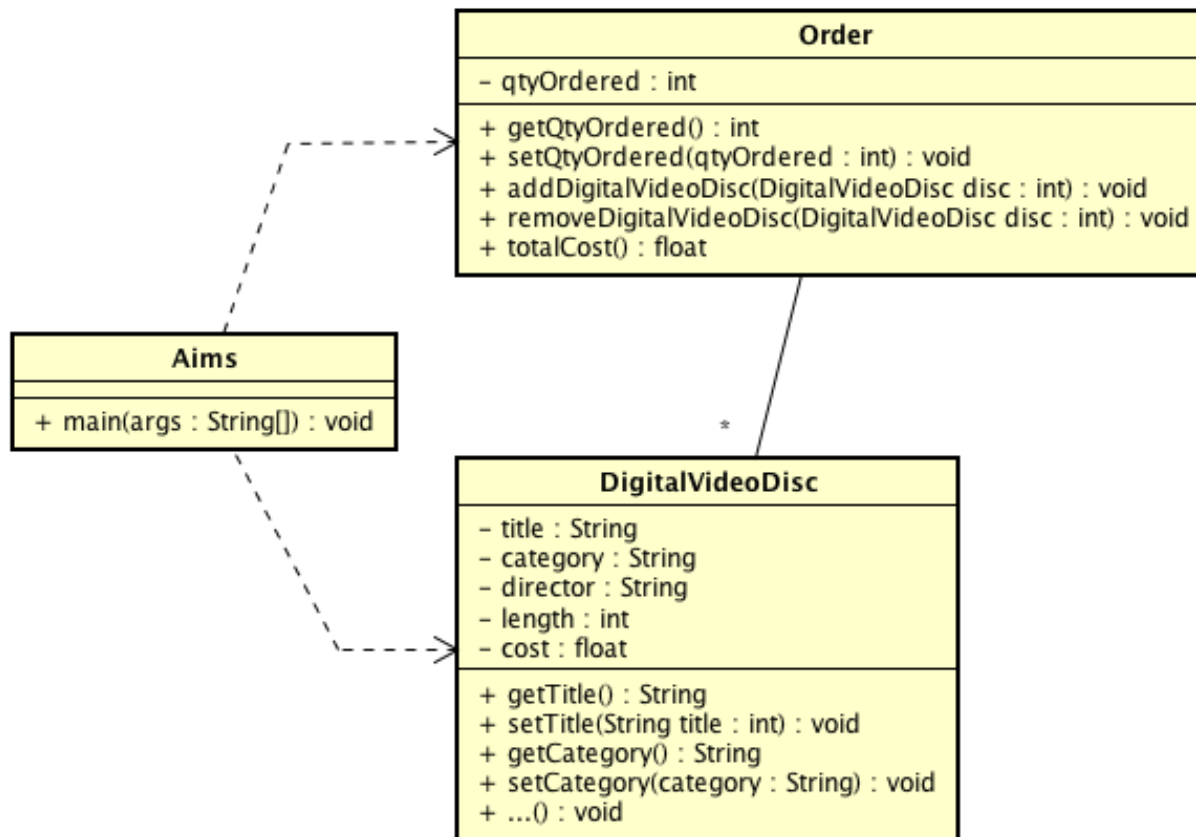 Order
- qtyOrdered : int
+ getQtyOrdered() : int
+ setQtyOrdered(qtyOrdered : int) : void
+ addDigitalVideoDisc(DigitalVideoDisc disc : int) : void
+ removeDigitalVideoDisc(DigitalVideoDisc disc : int) : void
+ totalCost() : float
Aims
+ main(args : String[]) : void
*
DigitalVideoDisc
- title : String
- category : String
- director : String
- length : int
- cost : float
+ getTitle() : String
+ setTitle(String title : int) : void
+ getCategory() : String
+ setCategory(category : String) : void
+ ...() : void